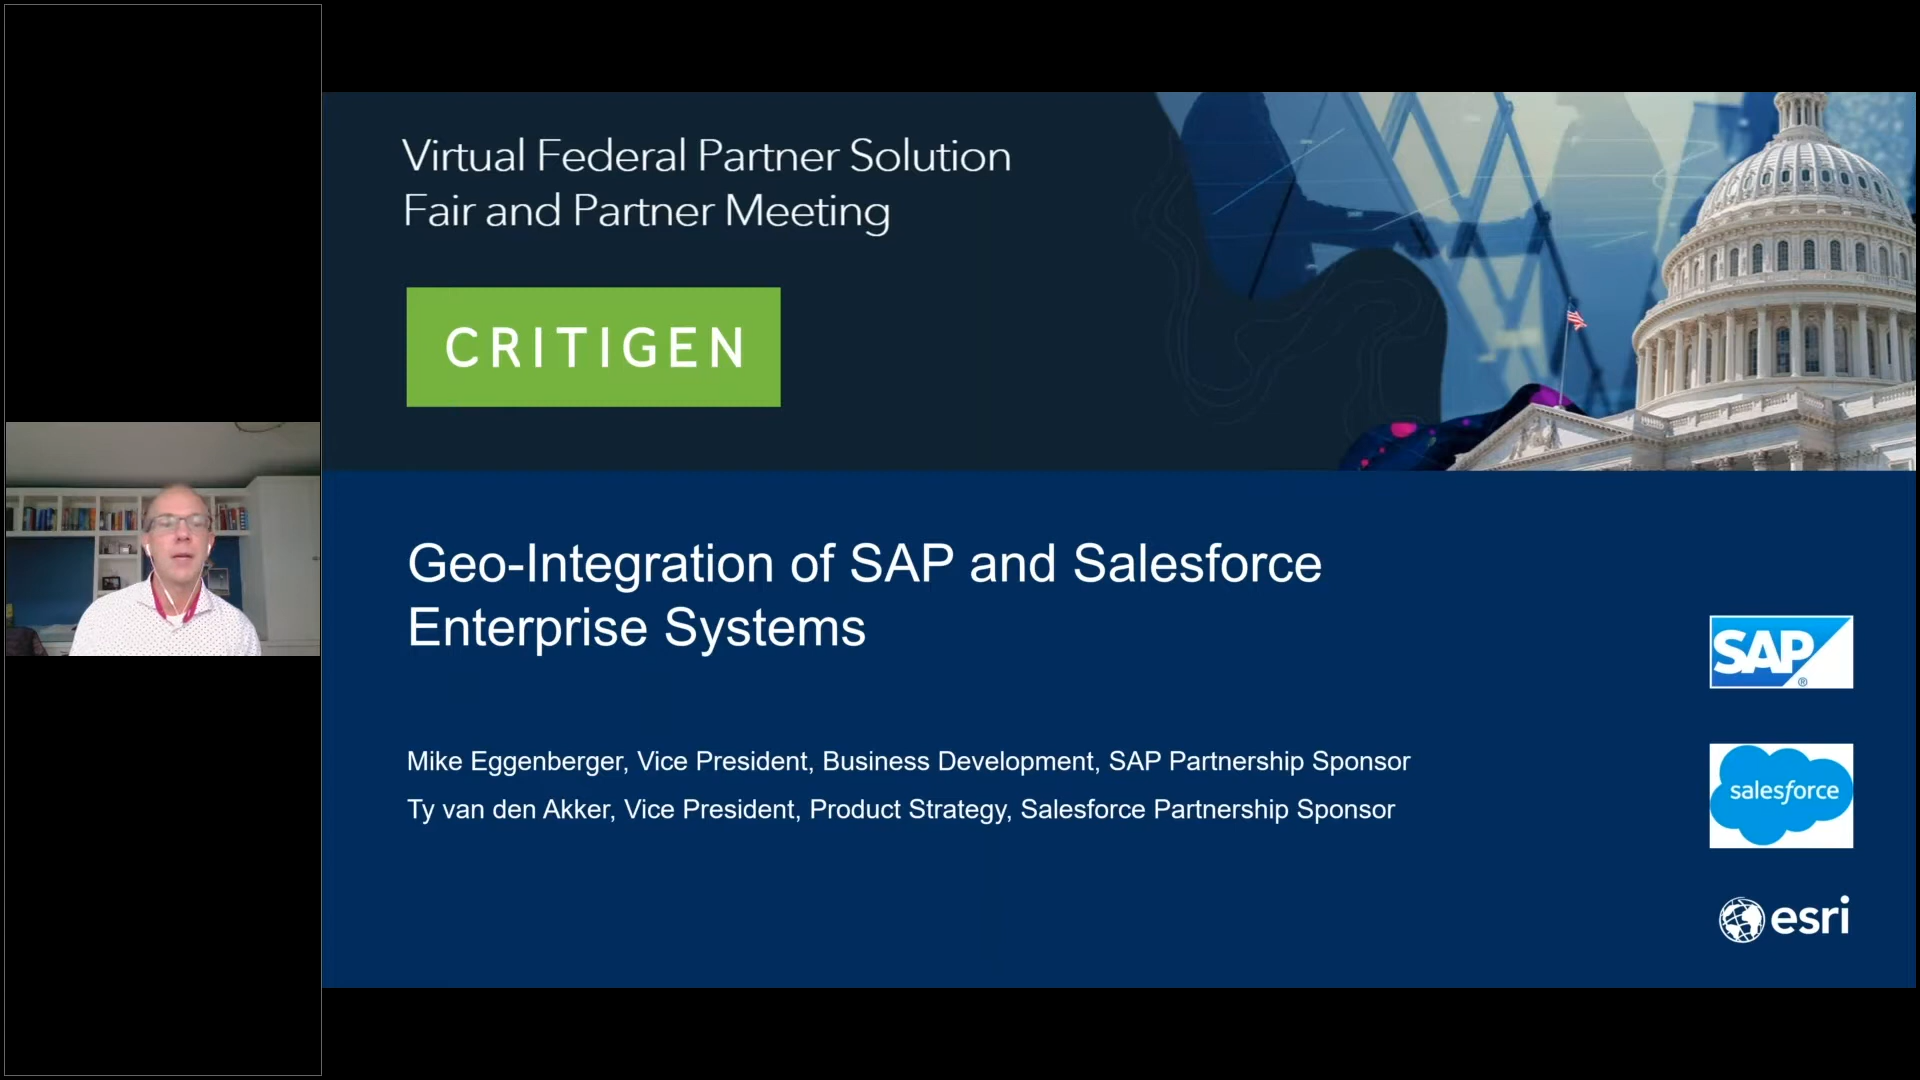 Virtual Federal Partner Solution
Fair and Partner Meeting
CRITIGEN
Geo-Integration of SAP and Salesforce
Enterprise Systems
SAP
®
Mike Eggenberger, Vice President, Business Development, SAP Partnership Sponsor
salesforce
Ty van den Akker, Vice President, Product Strategy, Salesforce Partnership Sponsor
esri